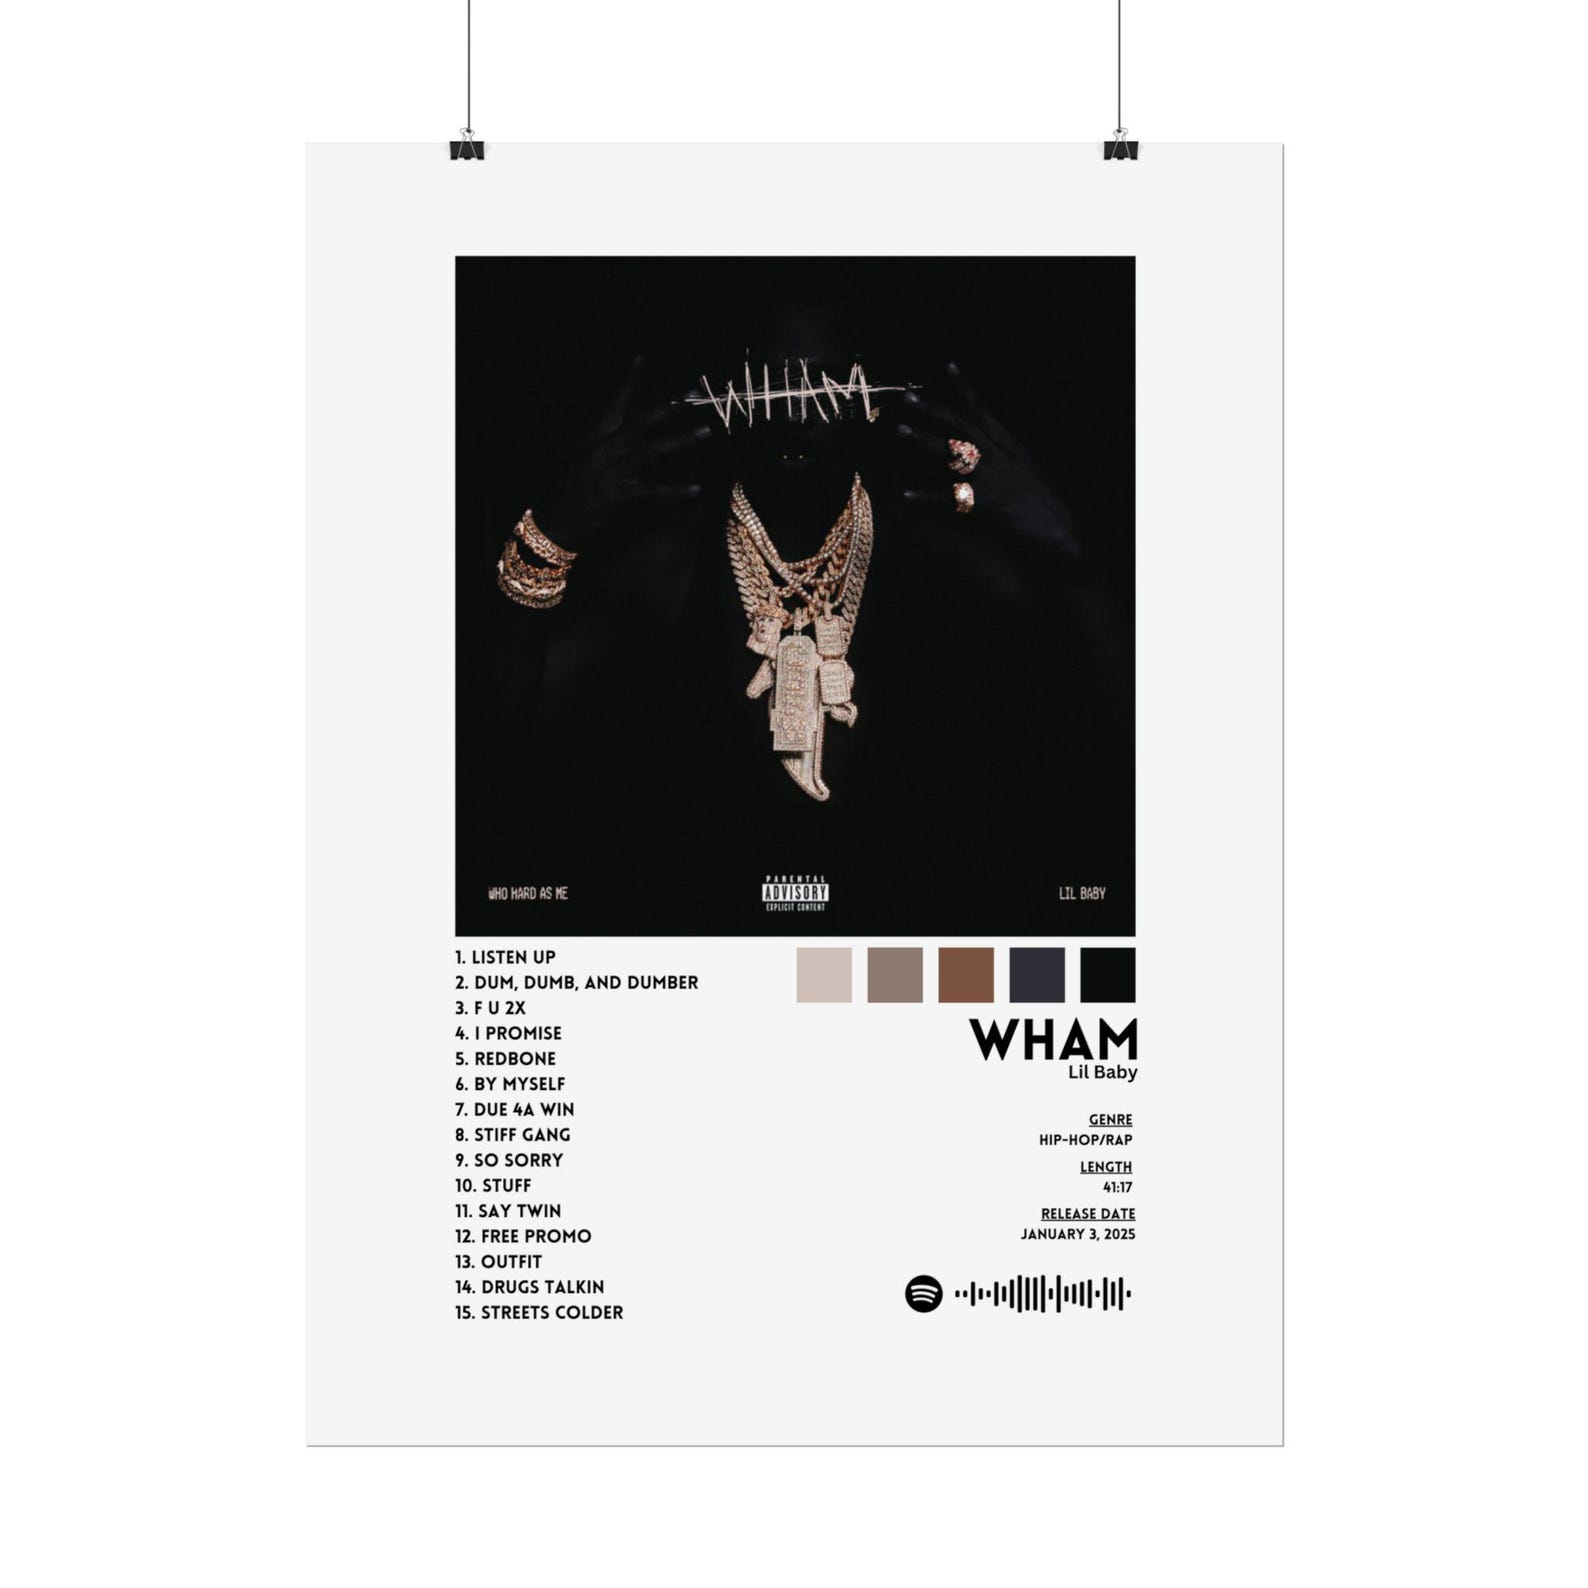 WHAM
WHO HARD AS ME
PARENTAL
ADVISORY
EXPLICIT CONTENT
LIL BABY
1. LISTEN UP
2. DUM, DUMB, AND DUMBER
3. F U 2X
4. I PROMISE
5. REDBONE
6. BY MYSELF
7. DUE 4A WIN
8. STIFF GANG
9. SO SORRY
10. STUFF
11. SAY TWIN
12. FREE PROMO
13. OUTFIT
14. DRUGS TALKIN
15. STREETS COLDER
WHAM
Lil Baby
GENRE
HIP-HOP/RAP
LENGTH
41:17
RELEASE DATE
JANUARY 3, 2025